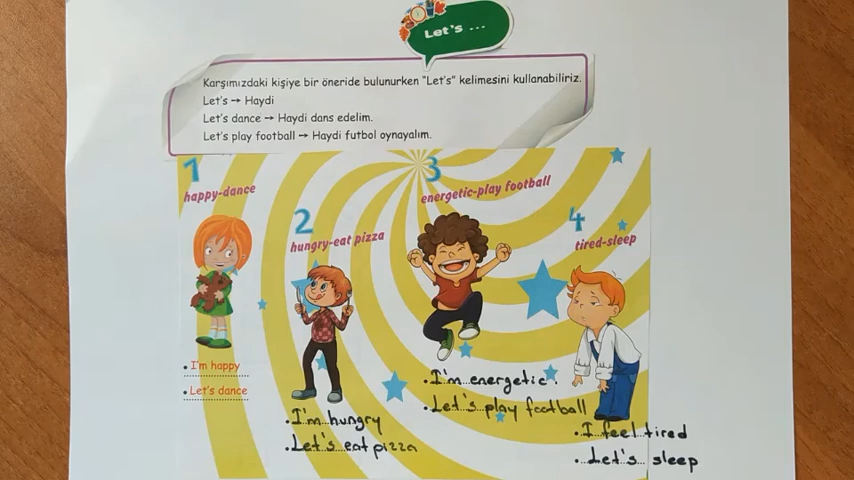 Let's ...
Karşımızdaki kişiye bir öneride bulunurken "Let's" kelimesini kullanabiliriz.
Let's → Haydi
Let's dance → Haydi dans edelim.
Let's play football → Haydi futbol oynayalım.
1
happy-dance
2
hungry-eat pizza
3
energetic-play football
4
tired-sleep
• I'm happy
• Let's dance
• I'm hungry
• Let's eat pizza
• I'm energetic.
• Let's play football
• I feel tired
• Let's sleep